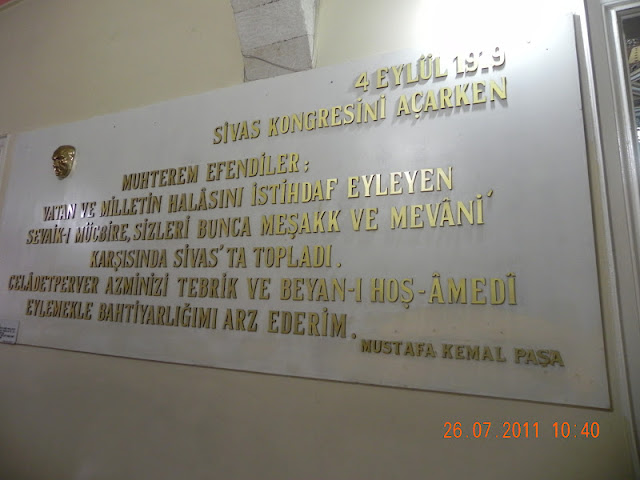 4 EYLÜL 1919
SİVAS KONGRESİNİ AÇARKEN
MUHTEREM EFENDİLER;
VATAN VE MİLLETİN HALÂSINI İSTİHDAF EYLEYEN
SEVAİK-I MÜCBİRE, SİZLERİ BUNCA MEŞAKK VE MEVÂNİ'
KARŞISINDA SİVAS'TA TOPLADI.
CELÂDETPERVER AZMİNİZİ TEBRİK VE BEYAN-I HOŞ-ÂMEDÎ
EYLEMEKLE BAHTİYARLIĞIMI ARZ EDERİM.
MUSTAFA KEMAL PAŞA
26.07.2011 10:40